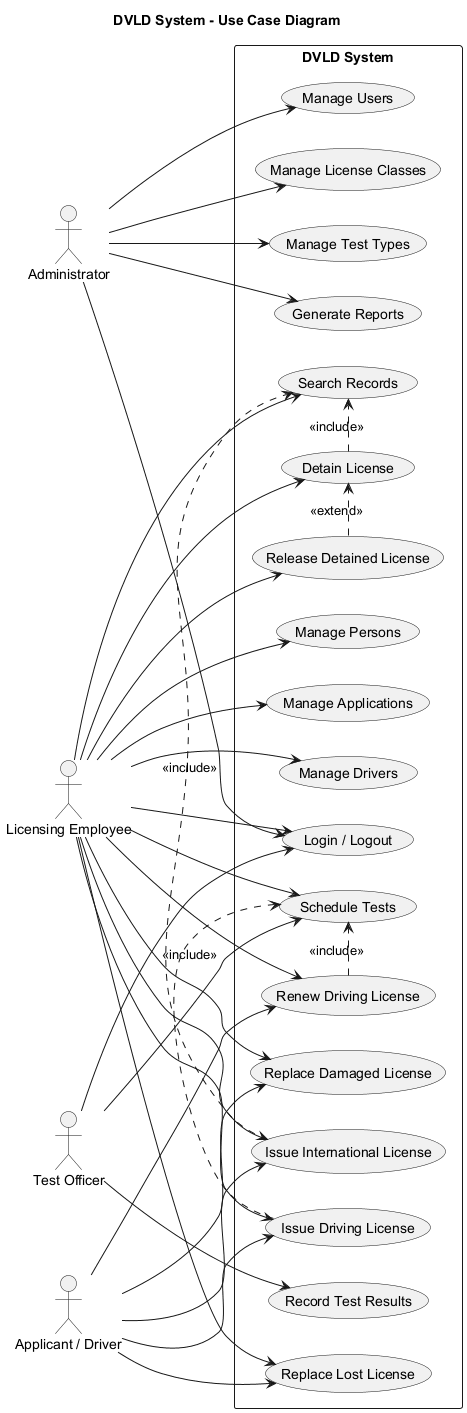 DVLD System - Use Case Diagram
DVLD System
Manage Users
Manage License Classes
Administrator
Manage Test Types
Generate Reports
Search Records
«include»
Detain License
«extend»
Release Detained License
Manage Persons
Manage Applications
«include»
Manage Drivers
Licensing Employee
Login / Logout
Schedule Tests
«include»
«include»
Renew Driving License
Replace Damaged License
Issue International License
Test Officer
Issue Driving License
Record Test Results
Applicant / Driver
Replace Lost License